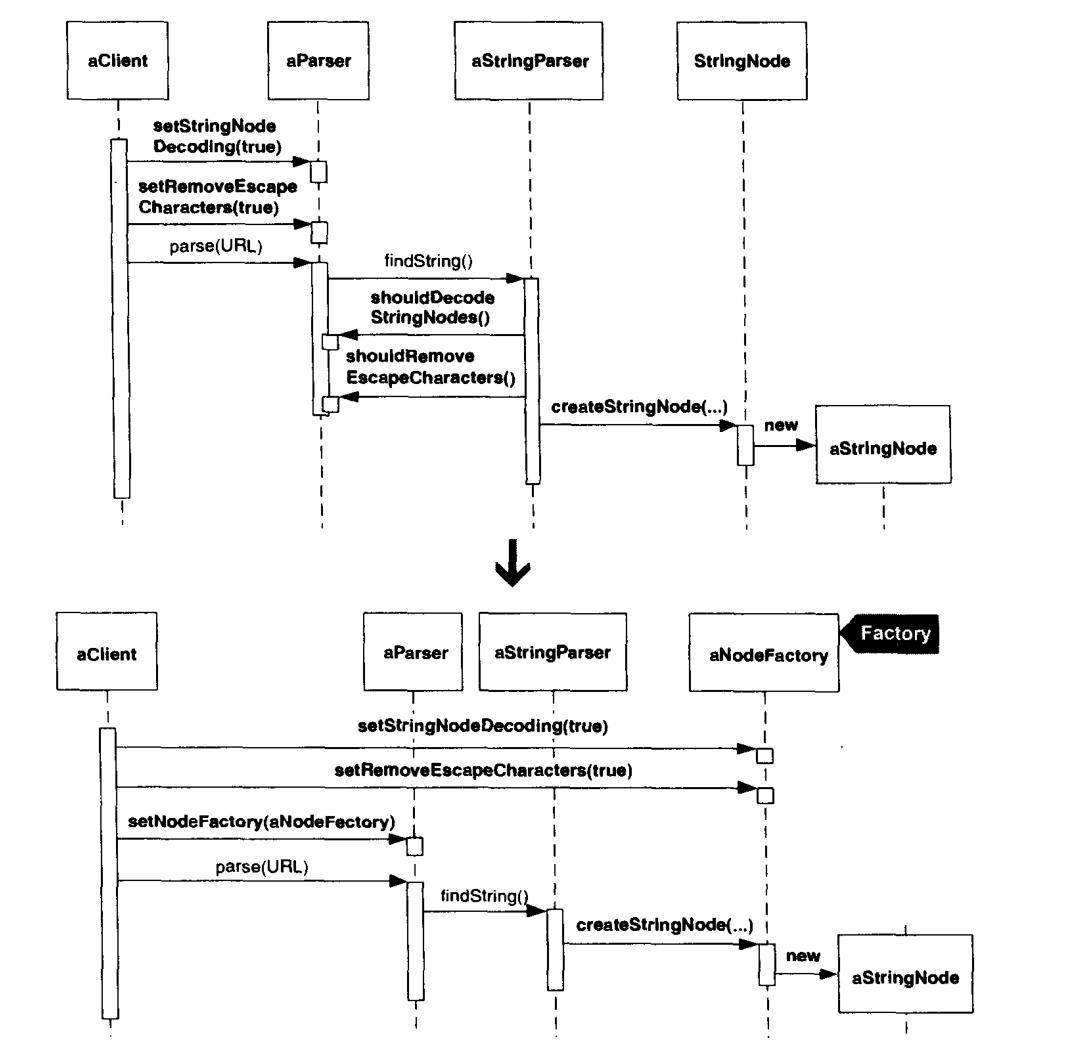 aClient
aParser
aStringParser
StringNode
setStringNode
Decoding(true)
setRemoveEscape
Characters(true)
parse(URL)
findString()
shouldDecode
StringNodes()
shouldRemove
EscapeCharacters()
createStringNode(...)
new
aStringNode
aClient
aParser
aStringParser
aNodeFactory
Factory
setStringNodeDecoding(true)
setRemoveEscapeCharacters(true)
setNodeFactory(aNodeFectory)
parse(URL)
findString()
createStringNode(...)
new
aStringNode